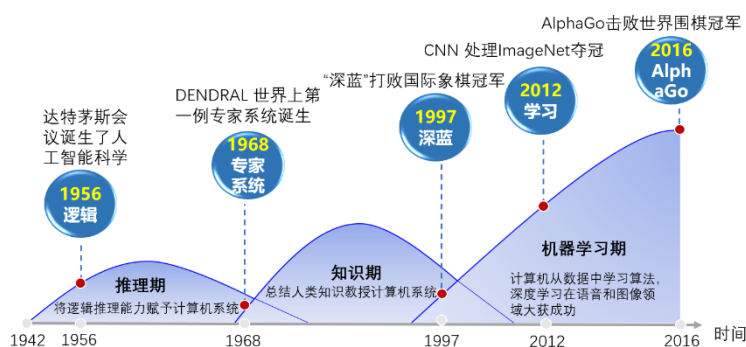 AlphaGo击败世界围棋冠军
2016
Alph
aGo
CNN 处理ImageNet夺冠
2012
学习
“深蓝”打败国际象棋冠军
1997
深蓝
DENDRAL 世界上第
一例专家系统诞生
1968
专家
系统
达特茅斯会
议诞生了人
工智能科学
1956
逻辑
推理期
将逻辑推理能力赋予计算机系统
知识期
总结人类知识教授计算机系统
机器学习期
计算机从数据中学习算法，
深度学习在语音和图像领
域大获成功
1942 1956 1968 1997 2012 2016 时间